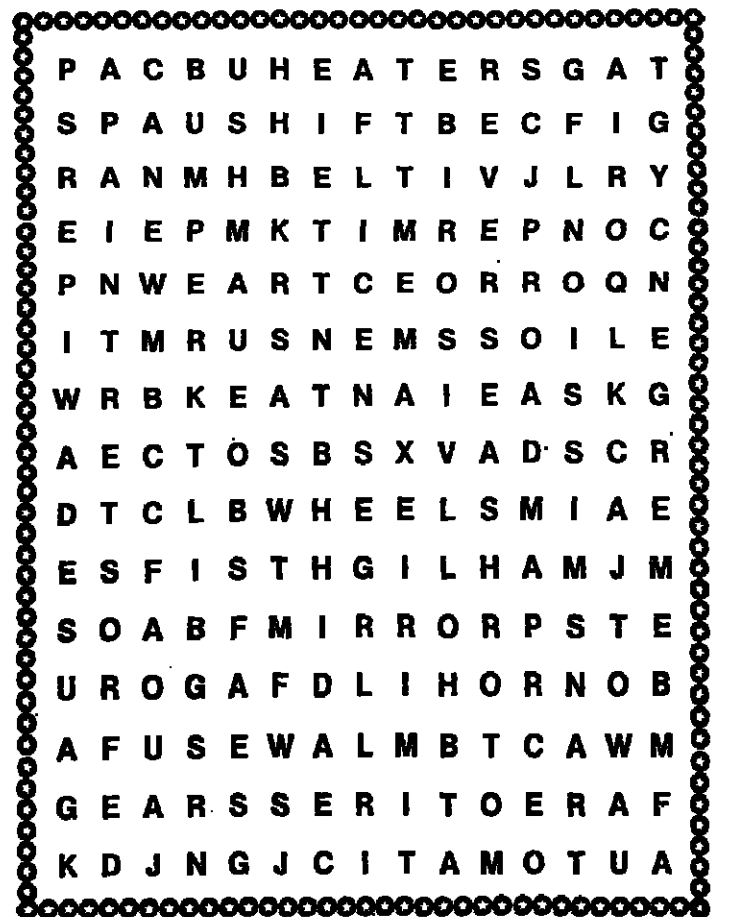 P A C B U H E A T E R S G A T
S P A U S H I F T B E C F I G
R A N M H B E L T I V J L R Y
E I E P M K T I M R E P N O C
P N W E A R T C E O R R O Q N
I T M R U S N E M S S O I L E
W R B K E A T N A I E A S K G
A E C T O S B S X V A D S C R
D T C L B W H E E L S M I A E
E S F I S T H G I L H A M J M
S O A B F M I R R O R P S T E
U R O G A F D L I H O R N O B
A F U S E W A L M B T C A W M
G E A R S S E R I T O E R A F
K D J N G J C I T A M O T U A